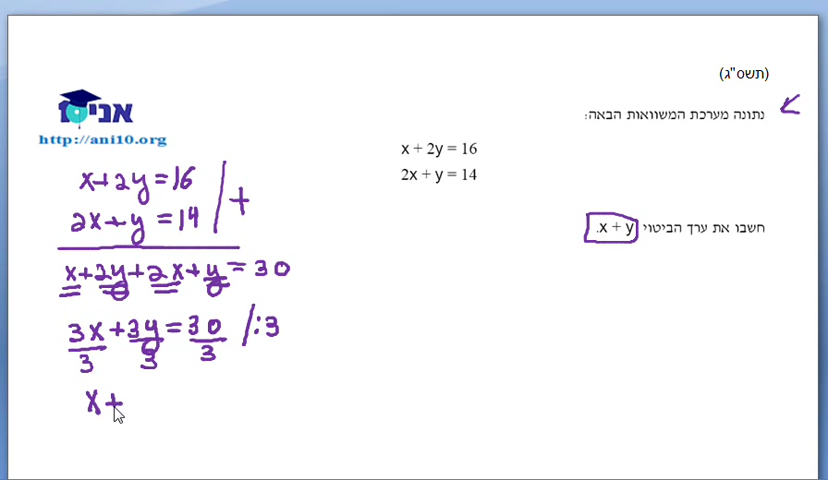 (תשס"ג)
נתונה מערכת המשוואות הבאה:
אני10
http://ani10.org
x + 2y = 16
2x + y = 14
חשבו את ערך הביטוי x + y.
x+2y=16
2x+y=14 +
x+2y+2x+y=30
3x+3y=30 /:3
3 3 3
x+